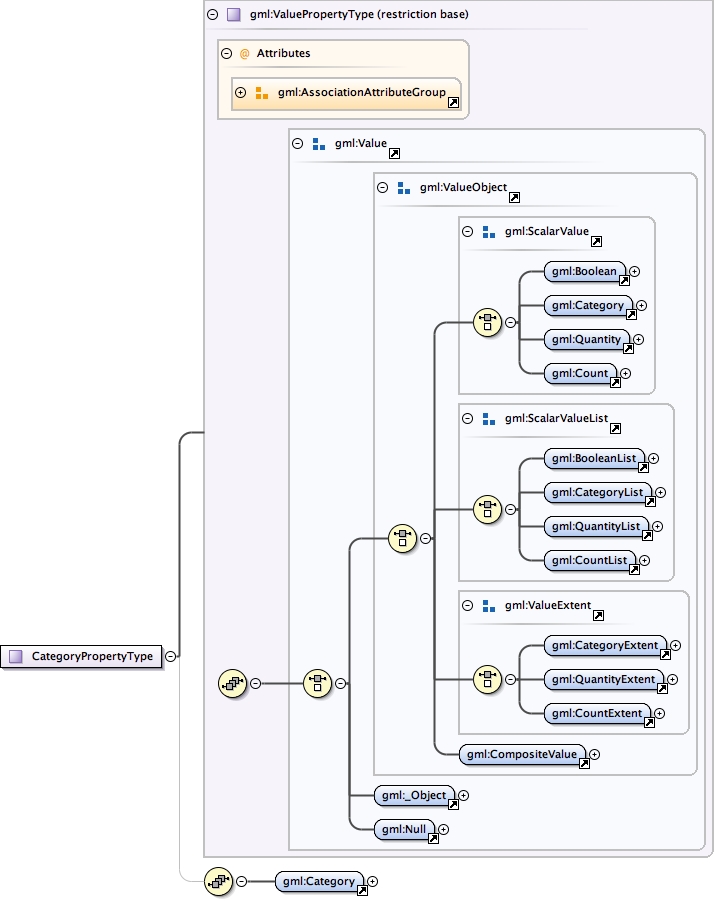 gml:ValuePropertyType (restriction base)
@ Attributes
gml:AssociationAttributeGroup
gml:Value
gml:ValueObject
gml:ScalarValue
gml:Boolean
gml:Category
gml:Quantity
gml:Count
gml:ScalarValueList
gml:BooleanList
gml:CategoryList
gml:QuantityList
gml:CountList
gml:ValueExtent
gml:CategoryExtent
CategoryPropertyType
gml:QuantityExtent
gml:CountExtent
gml:CompositeValue
gml:_Object
gml:Null
gml:Category